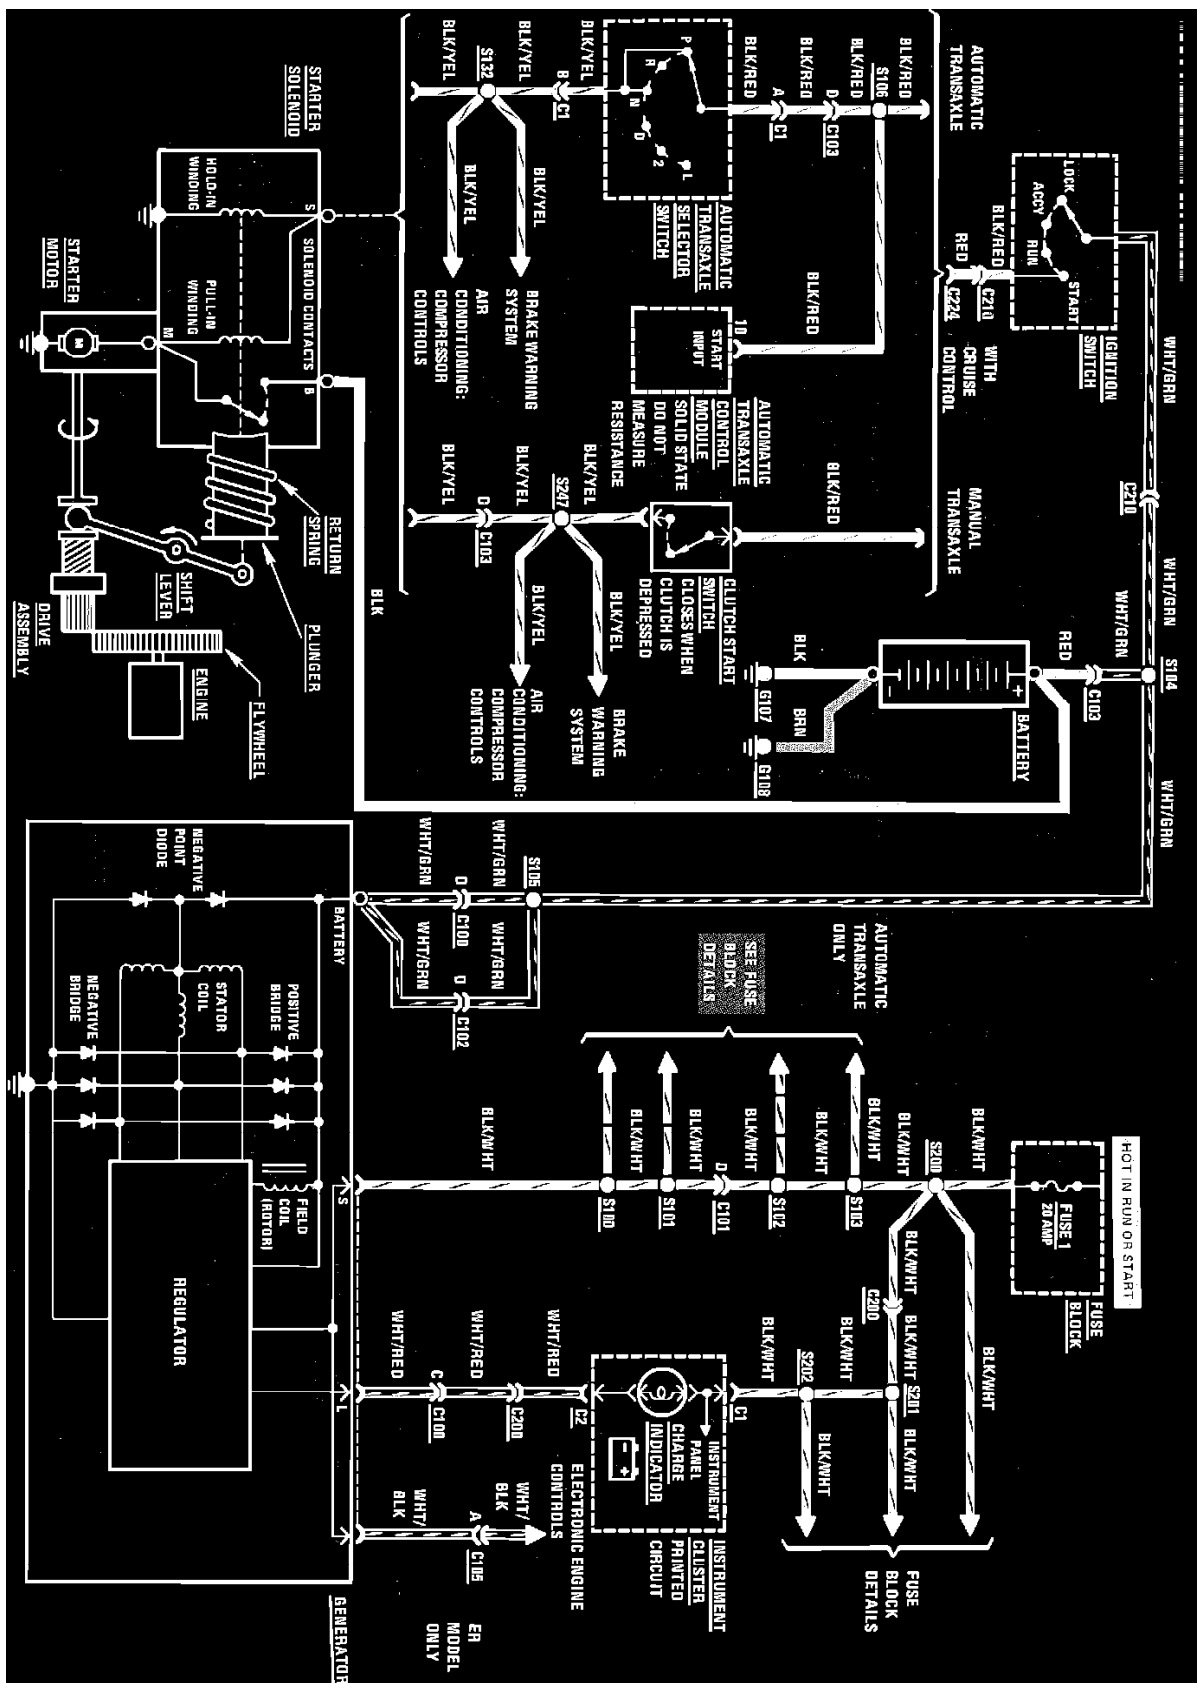 AUTOMATIC
TRANSAXLE
BLK/RED
S106
BLK/RED
D
C103
BLK/RED
A
C1
BLK/RED
P
R
N
D
2
L
AUTOMATIC
TRANSAXLE
SELECTOR
SWITCH
BLK/YEL
B
C1
BLK/YEL
S132
BLK/YEL
BLK/YEL
BRAKE WARNING
SYSTEM
BLK/YEL
AIR
CONDITIONING:
COMPRESSOR
CONTROLS
LOCK
ACCY
RUN
START
IGNITION
SWITCH
BLK/RED
RED
C210
C224
WITH
CRUISE
CONTROL
BLK/RED
10
START
INPUT
AUTOMATIC
TRANSAXLE
CONTROL
MODULE
SOLID STATE
DO NOT
MEASURE
RESISTANCE
MANUAL
TRANSAXLE
BLK/RED
CLUTCH START
SWITCH
CLOSES WHEN
CLUTCH IS
DEPRESSED
BLK/YEL
S247
BLK/YEL
D
C103
BLK/YEL
BLK/YEL
BRAKE
WARNING
SYSTEM
BLK/YEL
AIR
CONDITIONING:
COMPRESSOR
CONTROLS
WHT/GRN
C210
WHT/GRN
WHT/GRN
S104
C103
RED
WHT/GRN
+
-
BATTERY
BLK
G107
BRN
G108
BLK
STARTER
SOLENOID
HOLD-IN
WINDING
S
SOLENOID CONTACTS
PULL-IN
WINDING
M
B
STARTER
MOTOR
M
RETURN
SPRING
PLUNGER
SHIFT
LEVER
DRIVE
ASSEMBLY
ENGINE
FLYWHEEL
AUTOMATIC
TRANSAXLE
ONLY
S105
WHT/GRN
D
C100
WHT/GRN
WHT/GRN
D
C102
WHT/GRN
BATTERY
NEGATIVE
POINT
DIODE
STATOR
COIL
POSITIVE
BRIDGE
NEGATIVE
BRIDGE
FIELD
COIL
(ROTOR)
REGULATOR
S
L
GENERATOR
SEE FUSE
BLOCK
DETAILS
HOT IN RUN OR START
FUSE 1
20 AMP
FUSE
BLOCK
BLK/WHT
S200
BLK/WHT
BLK/WHT
S103
BLK/WHT
S102
BLK/WHT
D
C101
BLK/WHT
S101
BLK/WHT
S100
BLK/WHT
BLK/WHT
C200
BLK/WHT
S201
BLK/WHT
BLK/WHT
BLK/WHT
S202
BLK/WHT
BLK/WHT
FUSE
BLOCK
DETAILS
C1
INSTRUMENT
PANEL
CHARGE
INDICATOR
-
+
INSTRUMENT
CLUSTER
PRINTED
CIRCUIT
C2
WHT/RED
C200
WHT/RED
C
C100
WHT/RED
ELECTRONIC ENGINE
CONTROLS
WHT/
BLK
A
C105
WHT/
BLK
ER
MODEL
ONLY